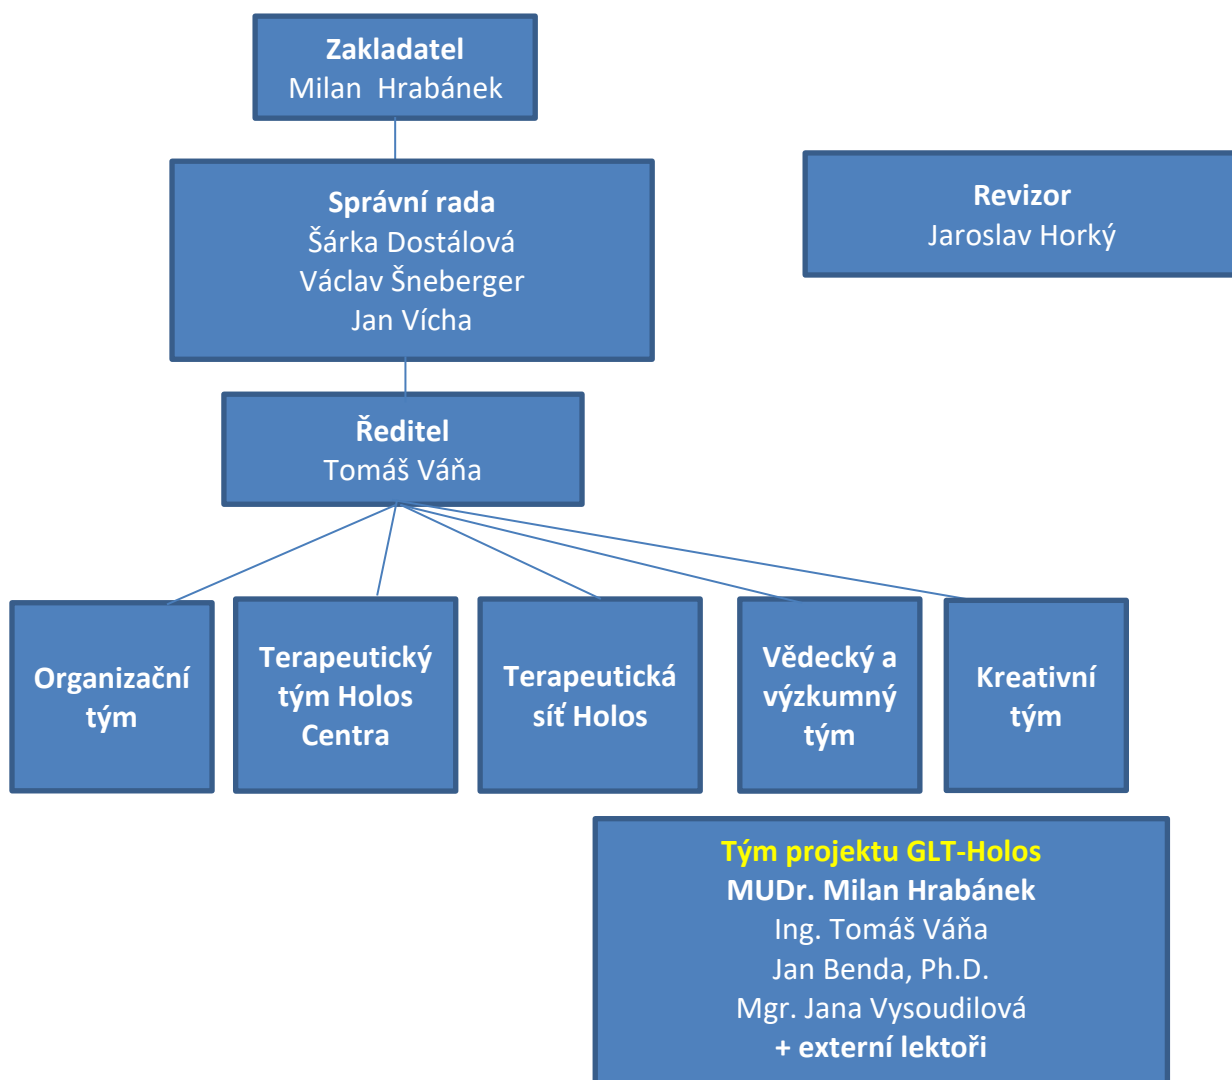 Zakladatel
Milan Hrabánek
Správní rada
Šárka Dostálová
Václav Šneberger
Jan Vícha
Revizor
Jaroslav Horký
Ředitel
Tomáš Váňa
Organizační
tým
Terapeutický
tým Holos
Centra
Terapeutická
síť Holos
Vědecký a
výzkumný
tým
Kreativní
tým
Tým projektu GLT-Holos
MUDr. Milan Hrabánek
Ing. Tomáš Váňa
Jan Benda, Ph.D.
Mgr. Jana Vysoudilová
+ externí lektoři